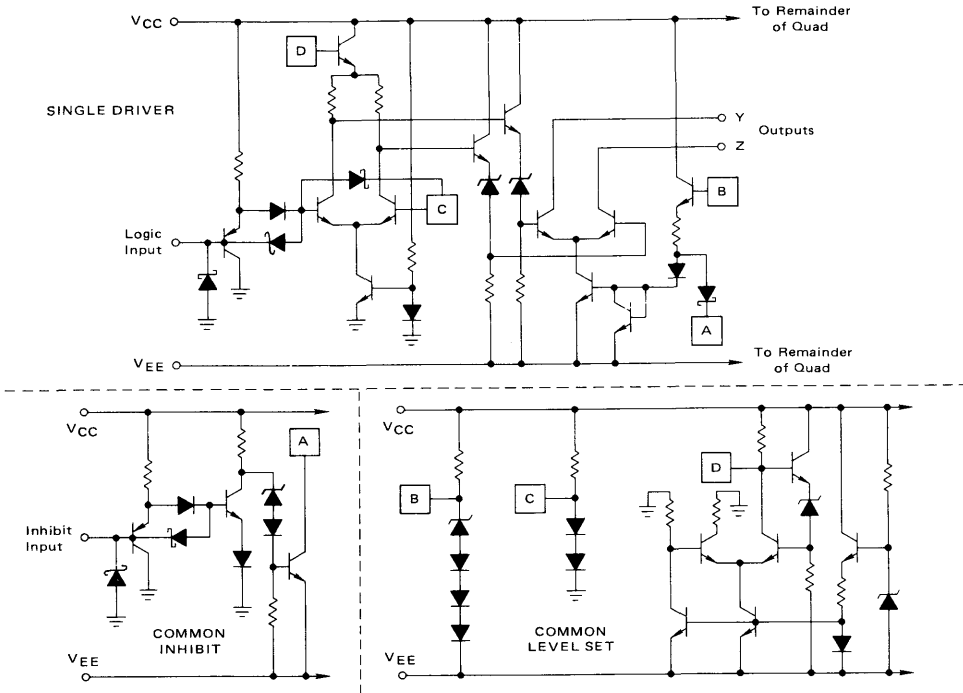 VCC
To Remainder
of Quad
D
SINGLE DRIVER
Y
Outputs
Z
B
C
Logic
Input
A
VEE
To Remainder
of Quad
VCC
A
Inhibit
Input
COMMON
INHIBIT
VEE
VCC
B
C
D
COMMON
LEVEL SET
VEE